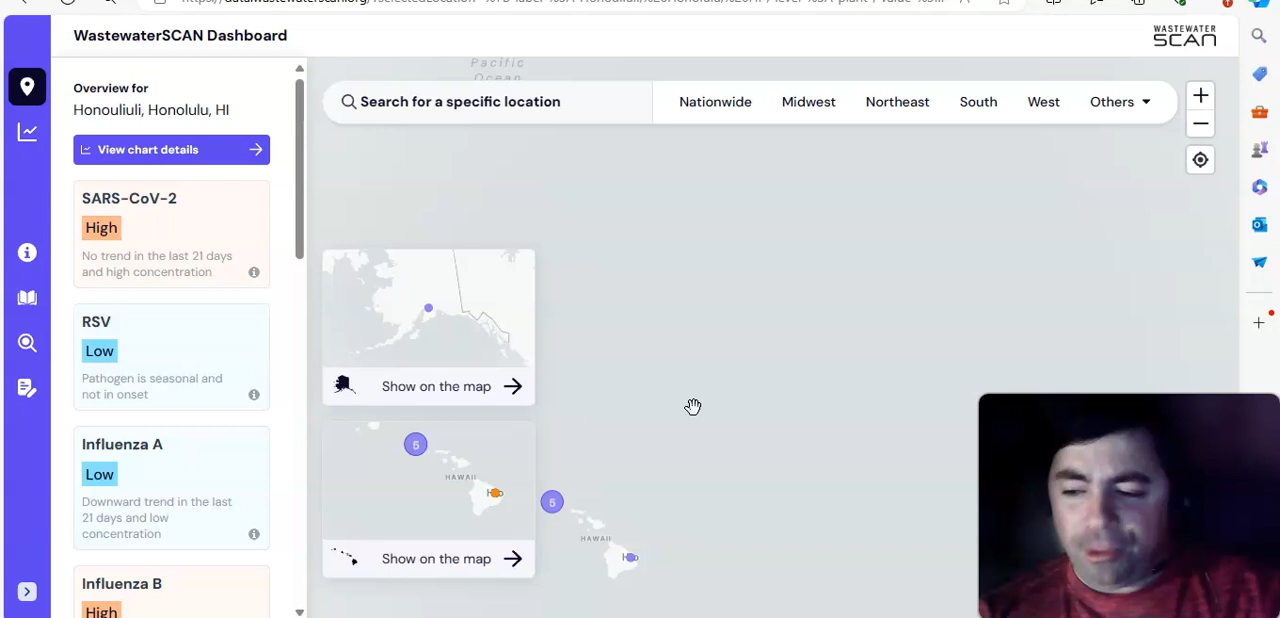 WastewaterSCAN Dashboard
WASTEWATER
SCAN
Overview for
Honouliuli, Honolulu, HI
View chart details
SARS-CoV-2
High
No trend in the last 21 days
and high concentration
RSV
Low
Pathogen is seasonal and
not in onset
Influenza A
Low
Downward trend in the last
21 days and low
concentration
Influenza B
High
Pacific
Ocean
Search for a specific location
Nationwide
Midwest
Northeast
South
West
Others
Show on the map
5
HAWAII
Show on the map
5
HAWAII